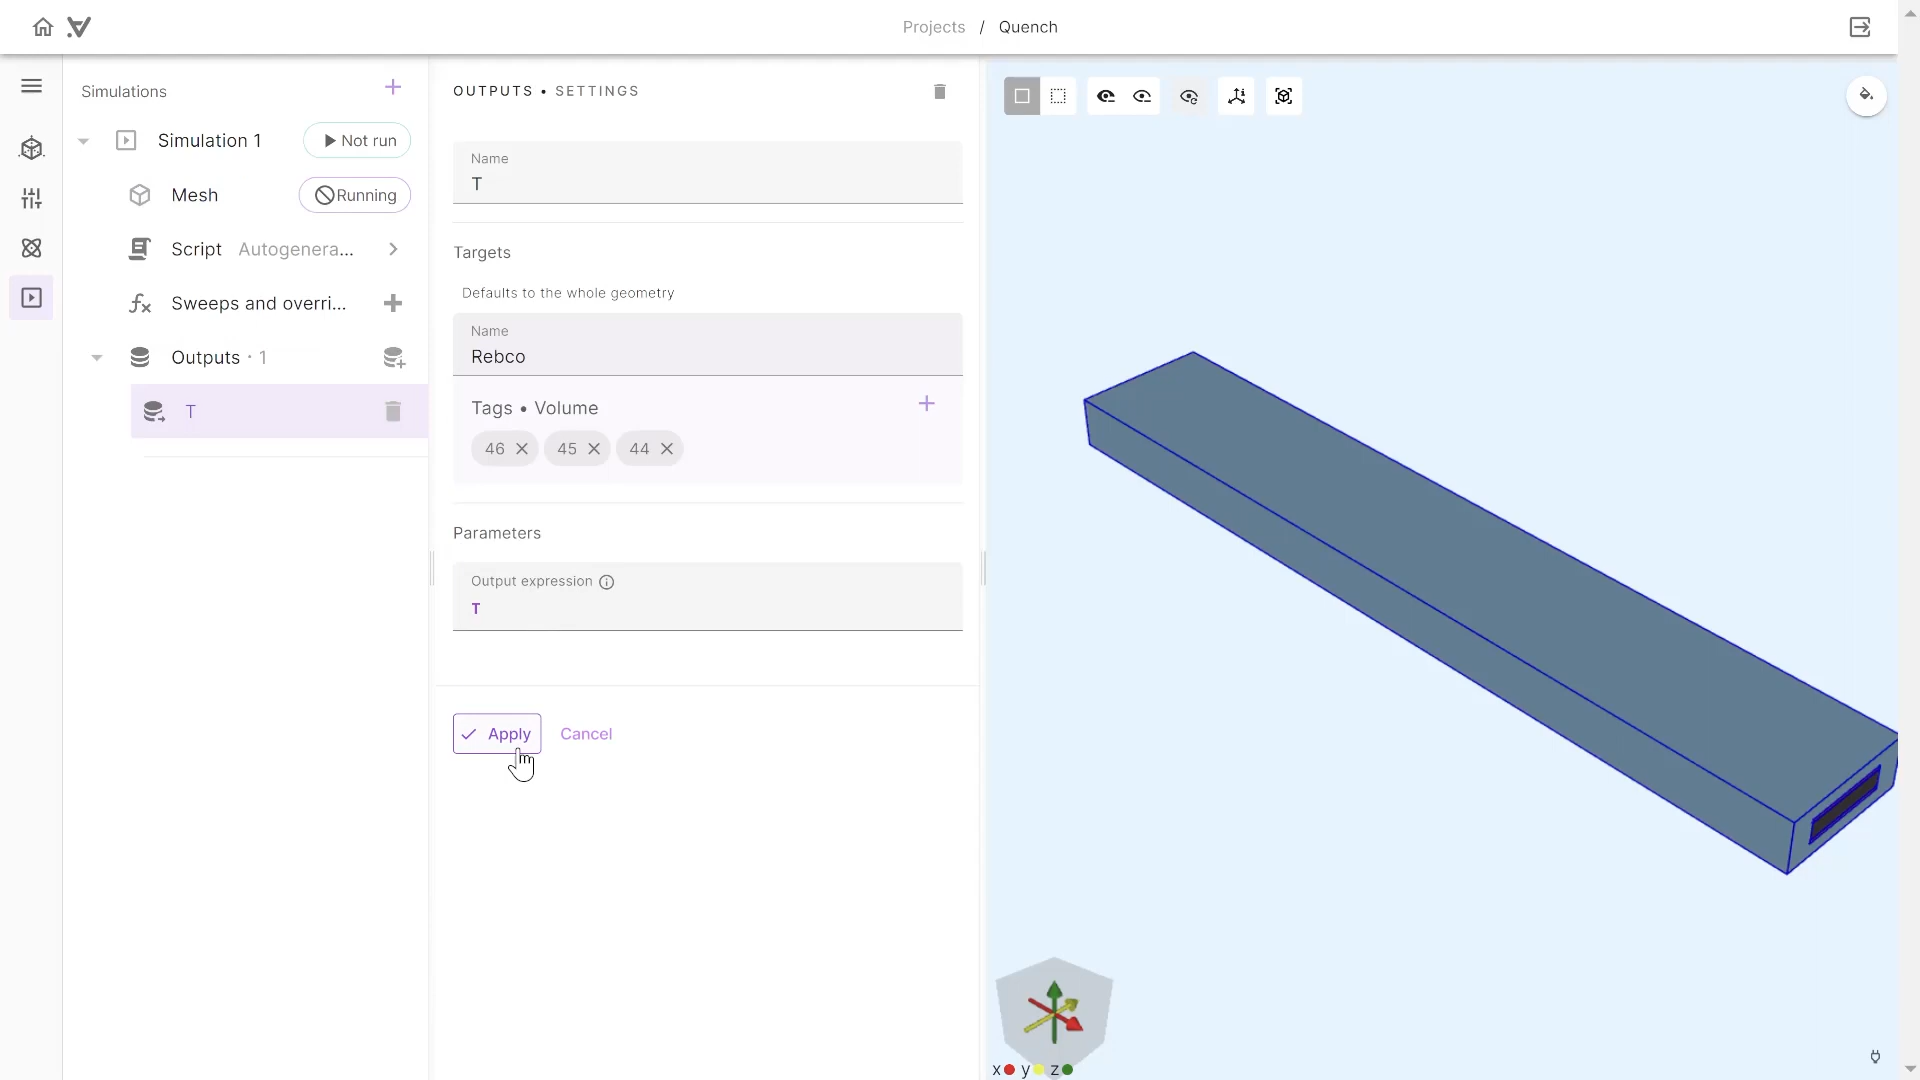 Projects / Quench
Simulations
Simulation 1
Not run
Mesh
Running
Script Autogenera...
Sweeps and overri...
Outputs · 1
T
OUTPUTS • SETTINGS
Name
T
Targets
Defaults to the whole geometry
Name
Rebco
Tags • Volume
46
45
44
Parameters
Output expression
T
Apply
Cancel
x y z